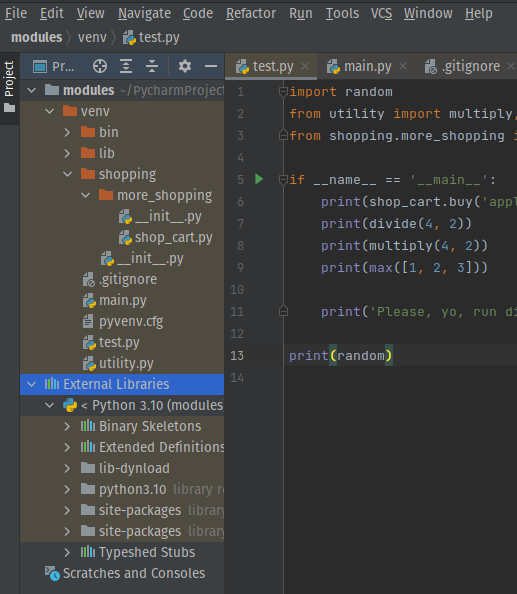 File Edit View Navigate Code Refactor Run Tools VCS Window Help
modules venv test.py
Project
Pr...
test.py main.py .gitignore
modules ~/PycharmProject
venv
bin
lib
shopping
more_shopping
__init__.py
shop_cart.py
__init__.py
.gitignore
main.py
pyvenv.cfg
test.py
utility.py
External Libraries
< Python 3.10 (modules
Binary Skeletons
Extended Definitions
lib-dynload
python3.10 library r
site-packages library
site-packages library
Typeshed Stubs
Scratches and Consoles
1 import random
2 from utility import multiply,
3 from shopping.more_shopping i
4
5 if __name__ == '__main__':
6 print(shop_cart.buy('appl
7 print(divide(4, 2))
8 print(multiply(4, 2))
9 print(max([1, 2, 3]))
10
11 print('Please, yo, run di
12
13 print(random)
14